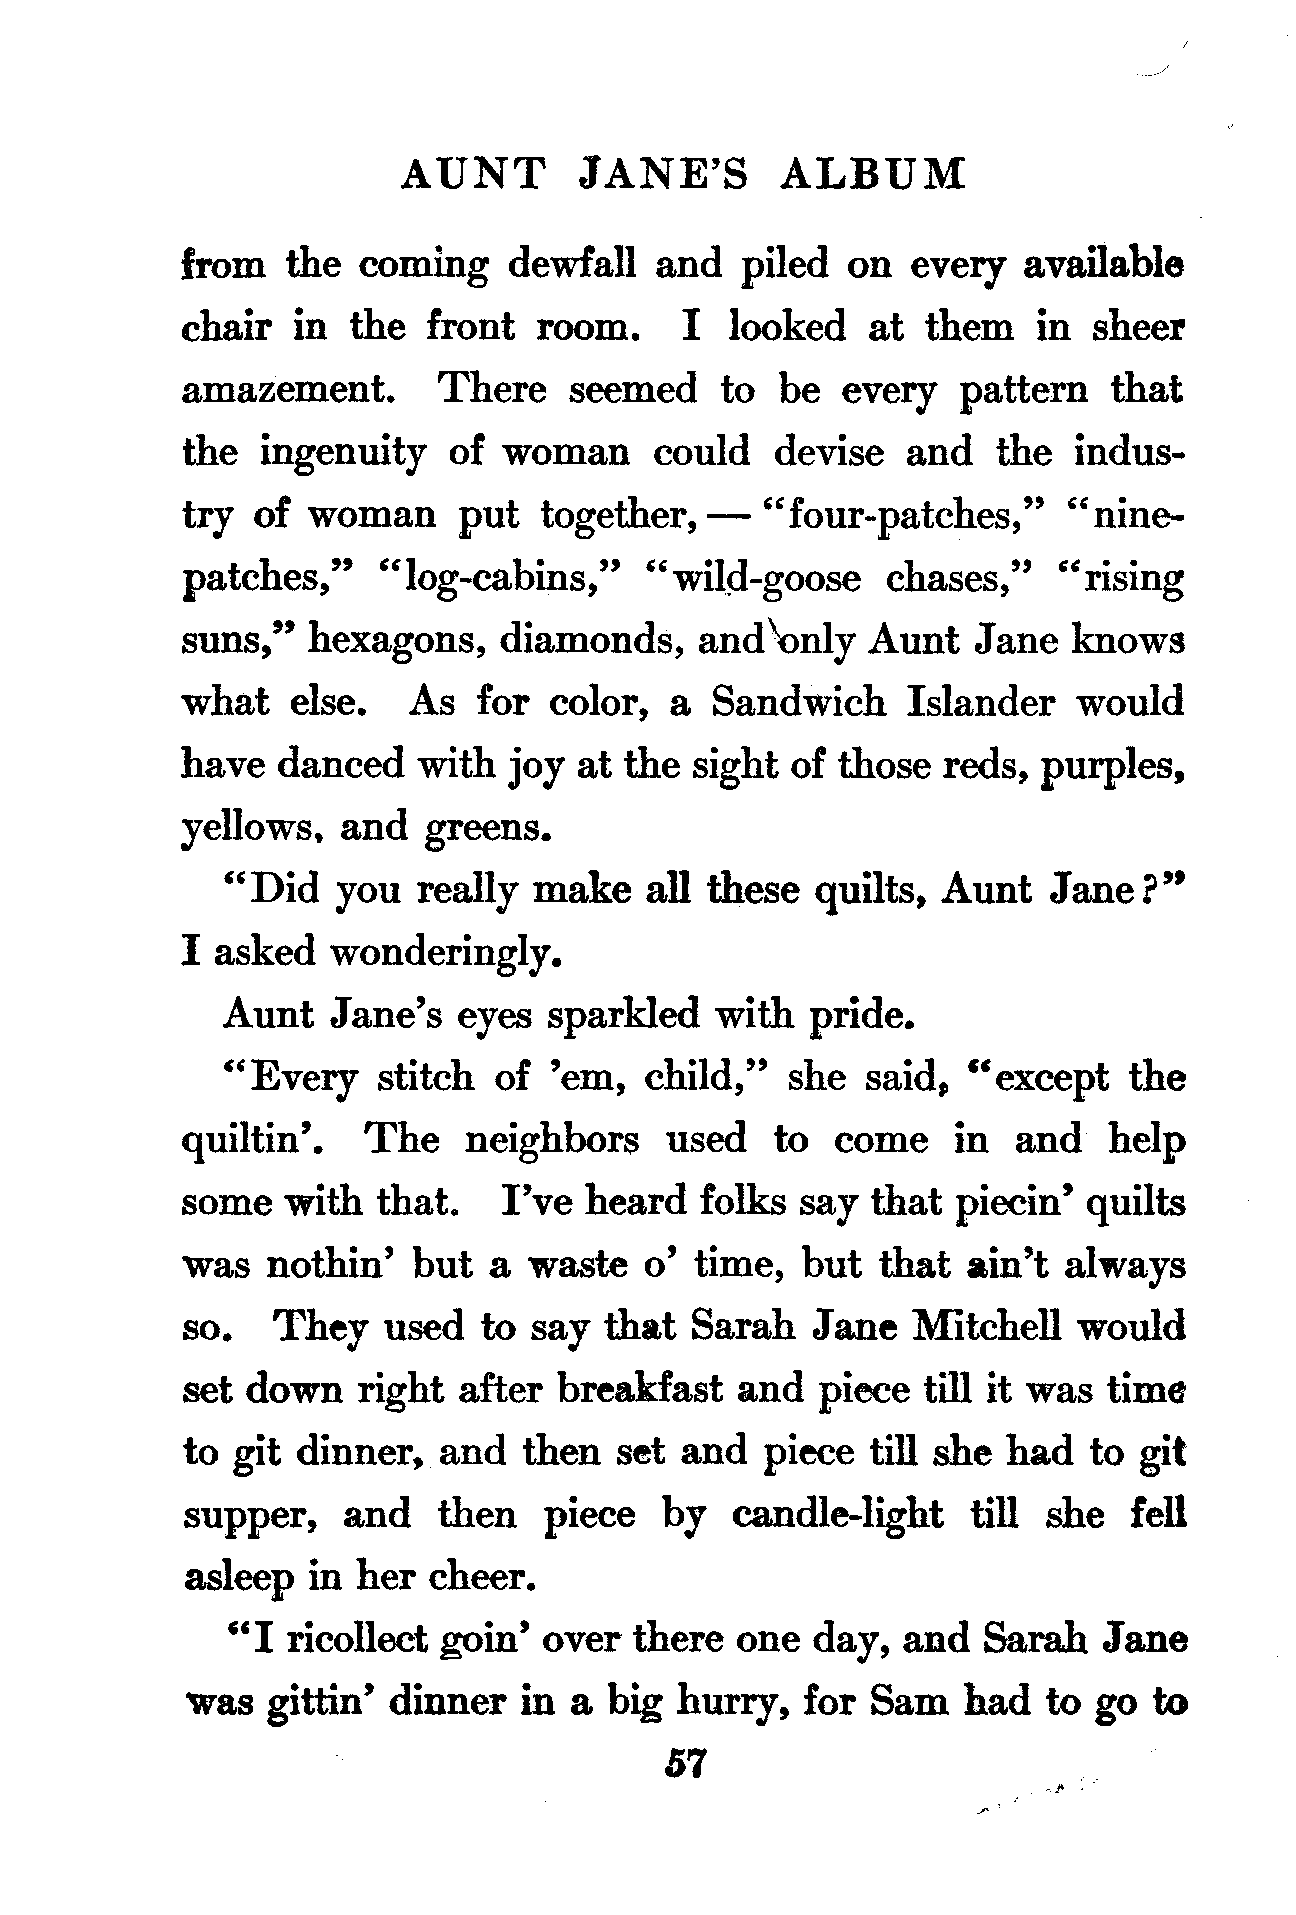 AUNT JANE'S ALBUM
from the coming dewfall and piled on every available
chair in the front room. I looked at them in sheer
amazement. There seemed to be every pattern that
the ingenuity of woman could devise and the indus-
try of woman put together, — “four-patches,” “nine-
patches,” “log-cabins,” “wild-goose chases,” “rising
suns,” hexagons, diamonds, and only Aunt Jane knows
what else. As for color, a Sandwich Islander would
have danced with joy at the sight of those reds, purples,
yellows, and greens.
“Did you really make all these quilts, Aunt Jane?”
I asked wonderingly.
Aunt Jane’s eyes sparkled with pride.
“Every stitch of ’em, child,” she said, “except the
quiltin’. The neighbors used to come in and help
some with that. I’ve heard folks say that piecin’ quilts
was nothin’ but a waste o’ time, but that ain’t always
so. They used to say that Sarah Jane Mitchell would
set down right after breakfast and piece till it was time
to git dinner, and then set and piece till she had to git
supper, and then piece by candle-light till she fell
asleep in her cheer.
“I ricollect goin’ over there one day, and Sarah Jane
was gittin’ dinner in a big hurry, for Sam had to go to
57